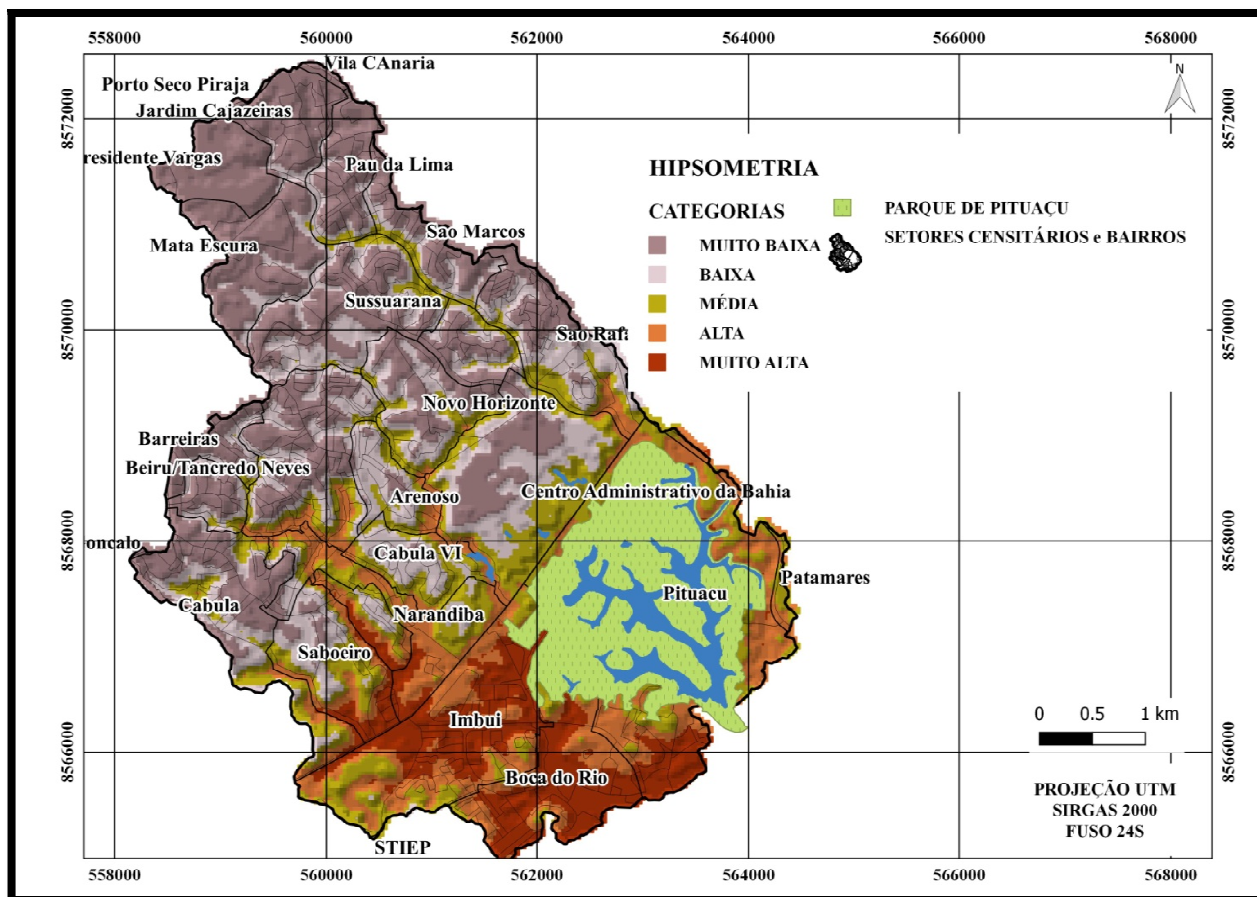 558000 560000 562000 564000 566000 568000
Vila CAnaria
Porto Seco Piraja
Jardim Cajazeiras
8572000 8572000
N
residente Vargas
Pau da Lima
HIPSOMETRIA
CATEGORIAS
PARQUE DE PITUAÇU
SETORES CENSITÁRIOS e BAIRROS
MUITO BAIXA
BAIXA
MÉDIA
ALTA
MUITO ALTA
Mata Escura
Sao Marcos
Sussuarana
8570000 8570000
Sao Rafa
Novo Horizonte
Barreiras
Beiru/Tancredo Neves
Arenoso
Centro Administrativo da Bahia
8568000 8568000
oncalo
Cabula VI
Patamares
Pituacu
Cabula
Narandiba
Saboeiro
Imbui
0 0.5 1 km
8566000 8566000
Boca do Rio
PROJEÇÃO UTM
SIRGAS 2000
FUSO 24S
STIEP
558000 560000 562000 564000 566000 568000